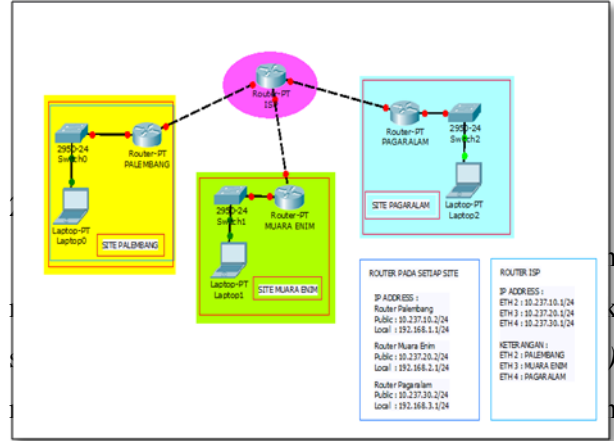 Router-PT
ISP
2950-24
Switch0
Router-PT
PALEMBANG
Laptop-PT
Laptop0
SITE PALEMBANG
2950-24
Switch1
Router-PT
MUARA ENIM
Laptop-PT
Laptop1
SITE MUARA ENIM
Router-PT
PAGARALAM
2950-24
Switch2
SITE PAGARALAM
Laptop-PT
Laptop2
ROUTER PADA SETIAP SITE
IP ADDRESS :
Router Palembang
Public : 10.237.10.2/24
Local : 192.168.1.1/24
Router Muara Enim
Public : 10.237.20.2/24
Local : 192.168.2.1/24
Router Pagaralam
Public : 10.237.30.2/24
Local : 192.168.3.1/24
ROUTER ISP
IP ADDRESS :
ETH 2 : 10.237.10.1/24
ETH 3 : 10.237.20.1/24
ETH 4 : 10.237.30.1/24
KETERANGAN :
ETH 2 : PALEMBANG
ETH 3 : MUARA ENIM
ETH 4 : PAGARALAM